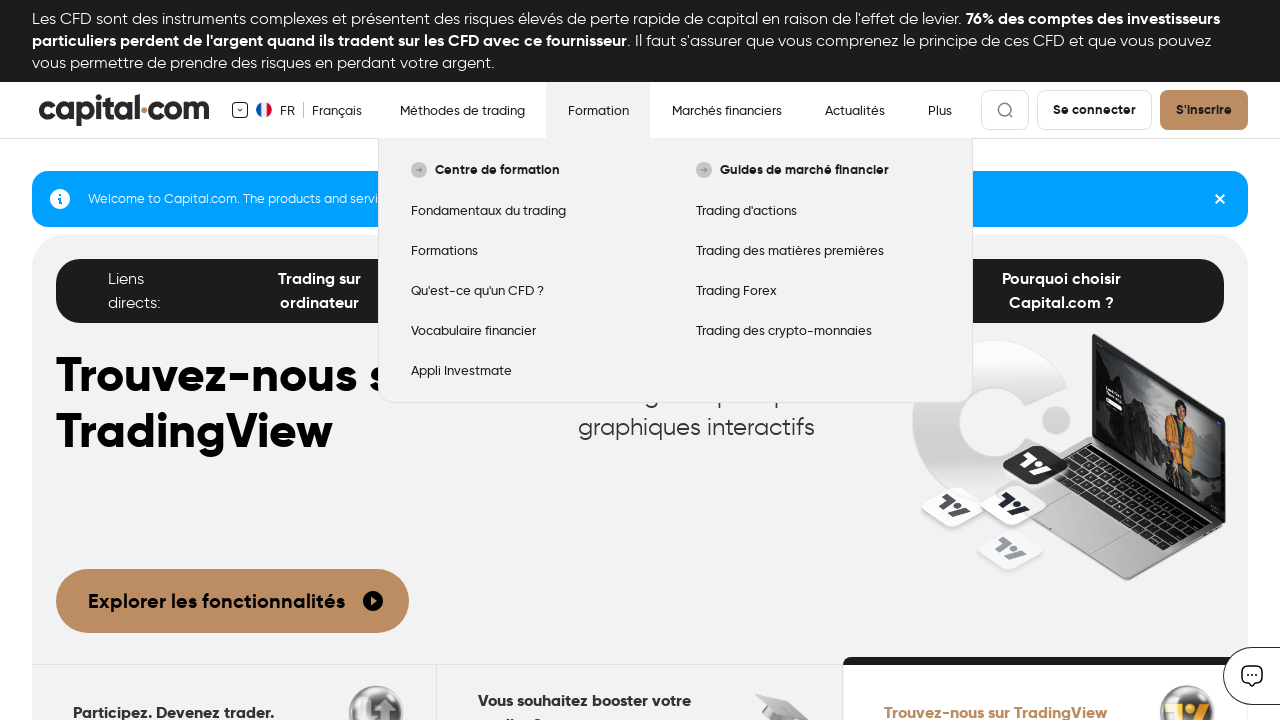 Les CFD sont des instruments complexes et présentent des risques élevés de perte rapide de capital en raison de l'effet de levier. 76% des comptes des investisseurs
particuliers perdent de l'argent quand ils tradent sur les CFD avec ce fournisseur. Il faut s'assurer que vous comprenez le principe de ces CFD et que vous pouvez
vous permettre de prendre des risques en perdant votre argent.
capital.com FR Français Méthodes de trading Formation Marchés financiers Actualités Plus Se connecter S'inscrire
Centre de formation
Fondamentaux du trading
Formations
Qu'est-ce qu'un CFD ?
Vocabulaire financier
Appli Investmate
Guides de marché financier
Trading d'actions
Trading des matières premières
Trading Forex
Trading des crypto-monnaies
Welcome to Capital.com. The products and servi
Liens
directs:
Trading sur
ordinateur
Pourquoi choisir
Capital.com ?
Trouvez-nous s
TradingView
graphiques interactifs
Explorer les fonctionnalités
Participez. Devenez trader.
Vous souhaitez booster votre
Trouvez-nous sur TradingView